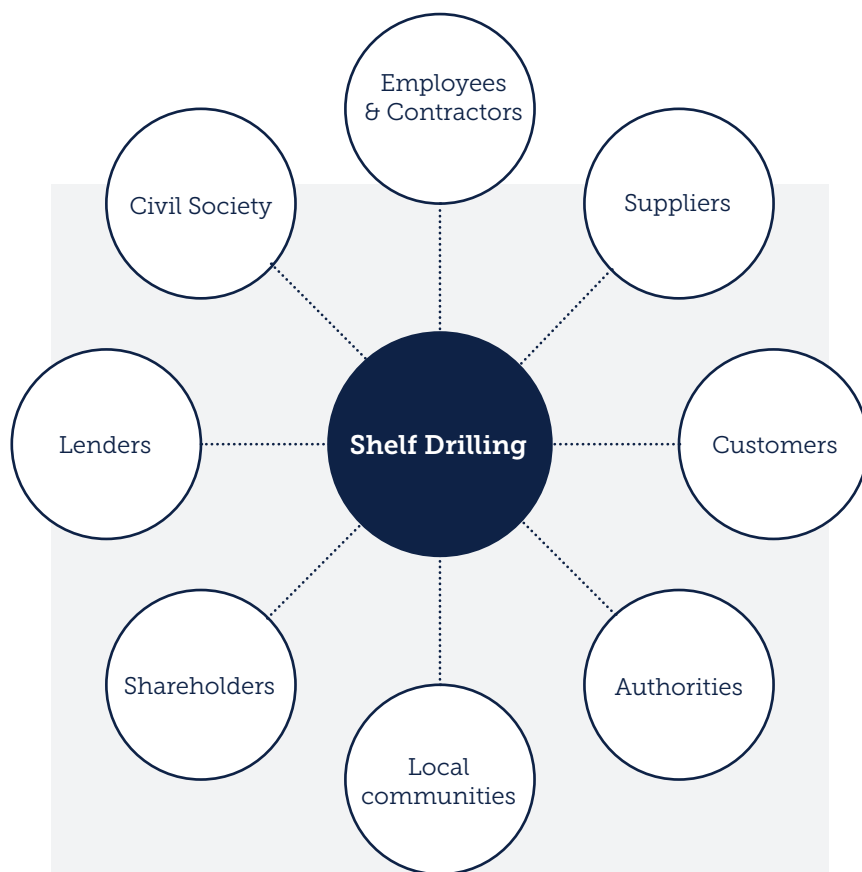 Employees
& Contractors
Civil Society
Suppliers
Lenders
Shelf Drilling
Customers
Shareholders
Authorities
Local
communities